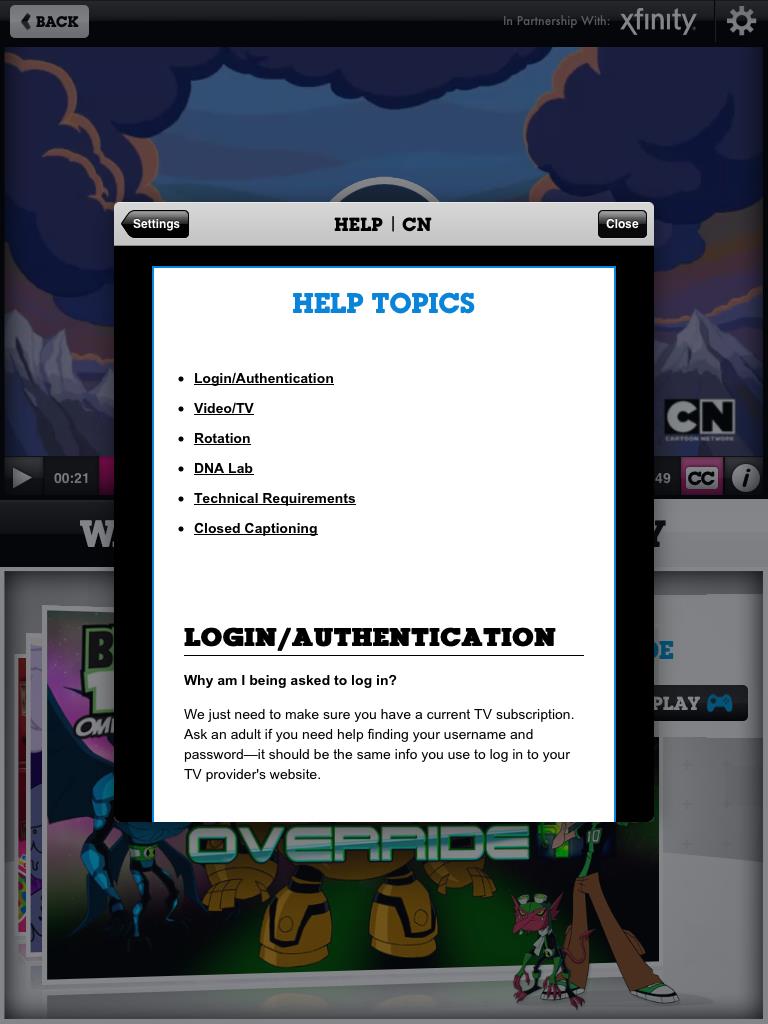 BACK
In Partnership With: xfinity
Settings
HELP | CN
Close
HELP TOPICS
• Login/Authentication
• Video/TV
• Rotation
• DNA Lab
• Technical Requirements
• Closed Captioning
CN
CARTOON NETWORK
00:21
49
CC
i
LOGIN/AUTHENTICATION
Why am I being asked to log in?
We just need to make sure you have a current TV subscription.
Ask an adult if you need help finding your username and
password—it should be the same info you use to log in to your
TV provider's website.
PLAY
OVERRIDE
10